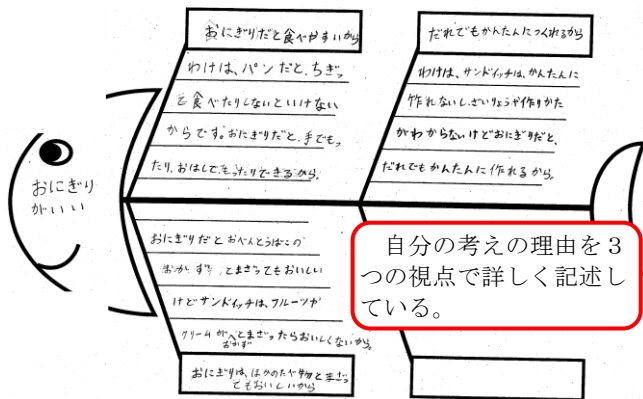 おにぎりだと食べやすいから
わけは、パンだと、ちぎっ
て食べたりしないといけない
からです。おにぎりだと、手でもっ
たり、おはしでもったりできるから。
だれでもかんたんにつくれるから
わけは、サンドイッチは、かんたんに
作れないしざいりょうや作りかた
がわからないけどおにぎりだと、
だれでもかんたんに作れるから。
おにぎり
がいい
おにぎりだとおべんとうばこの
おかず とまざってもおいしい
けどサンドイッチは、フルーツや
クリームが とまざったらおいしくないから。
おかず
おにぎりは、ほかのたべ物とまざっ
てもおいしいから
自分の考えの理由を3
つの視点で詳しく記述し
ている。